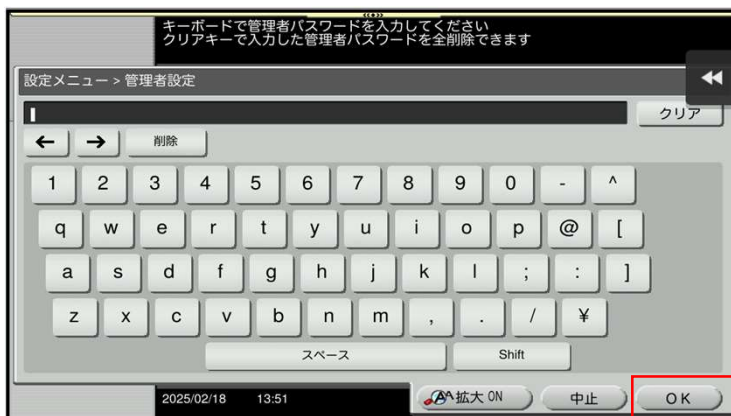 キーボードで管理者パスワードを入力してください
クリアキーで入力した管理者パスワードを全削除できます
設定メニュー > 管理者設定
クリア
← → 削除
1 2 3 4 5 6 7 8 9 0 - ^
q w e r t y u i o p @ [
a s d f g h j k l ; : ]
z x c v b n m , . / ¥
スペース Shift
2025/02/18 13:51 拡大 ON 中止 OK